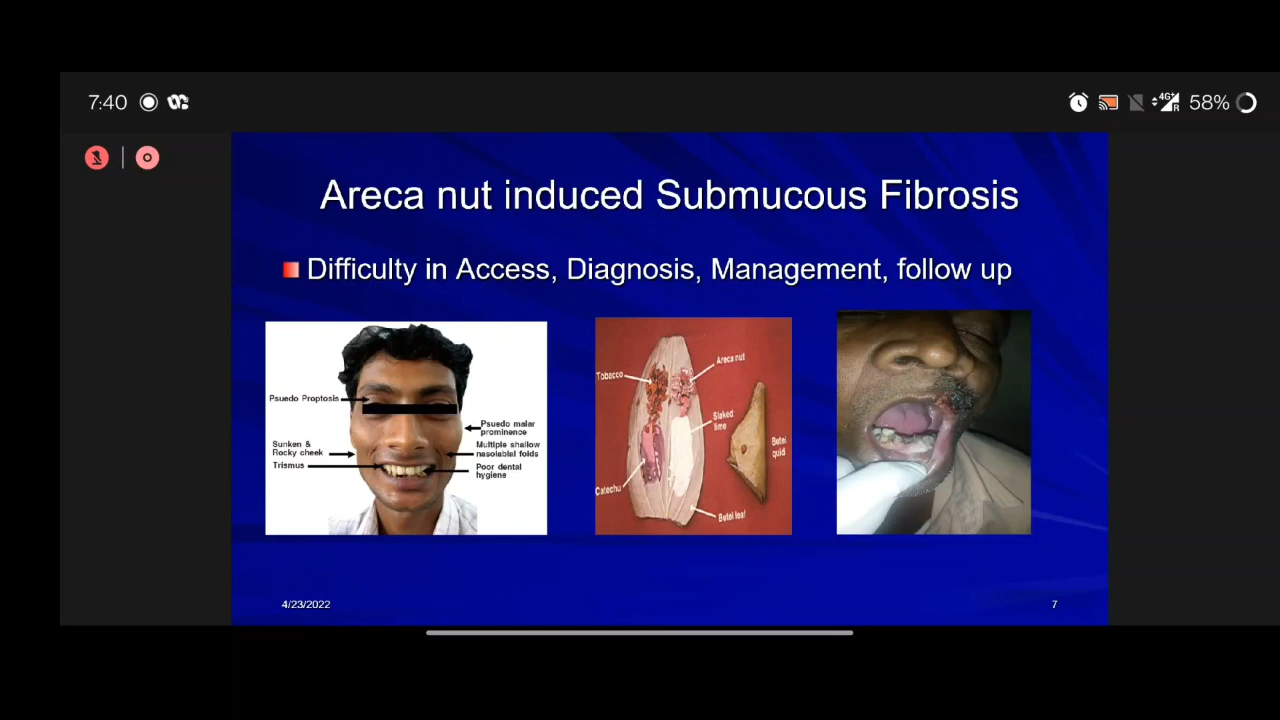 7:40
4G+
R
58%
Areca nut induced Submucous Fibrosis
Difficulty in Access, Diagnosis, Management, follow up
Psuedo Proptosis
Psuedo malar
prominence
Sunken &
Rocky cheek
Multiple shallow
nasolabial folds
Trismus
Poor dental
hygiene
Tobacco
Areca nut
Slaked
lime
Betel
quid
Catechu
Betel leaf
4/23/2022
7